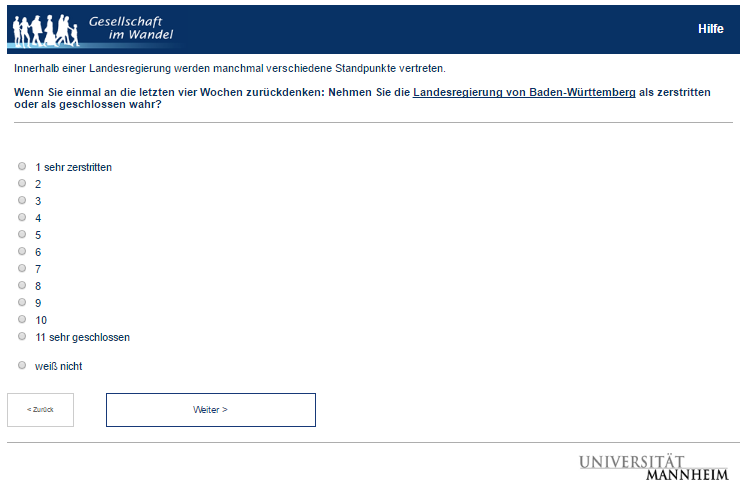 Gesellschaft
im Wandel
Hilfe
Innerhalb einer Landesregierung werden manchmal verschiedene Standpunkte vertreten.
Wenn Sie einmal an die letzten vier Wochen zurückdenken: Nehmen Sie die Landesregierung von Baden-Württemberg als zerstritten
oder als geschlossen wahr?
1 sehr zerstritten
2
3
4
5
6
7
8
9
10
11 sehr geschlossen
weiß nicht
< Zurück
Weiter >
UNIVERSITÄT
MANNHEIM